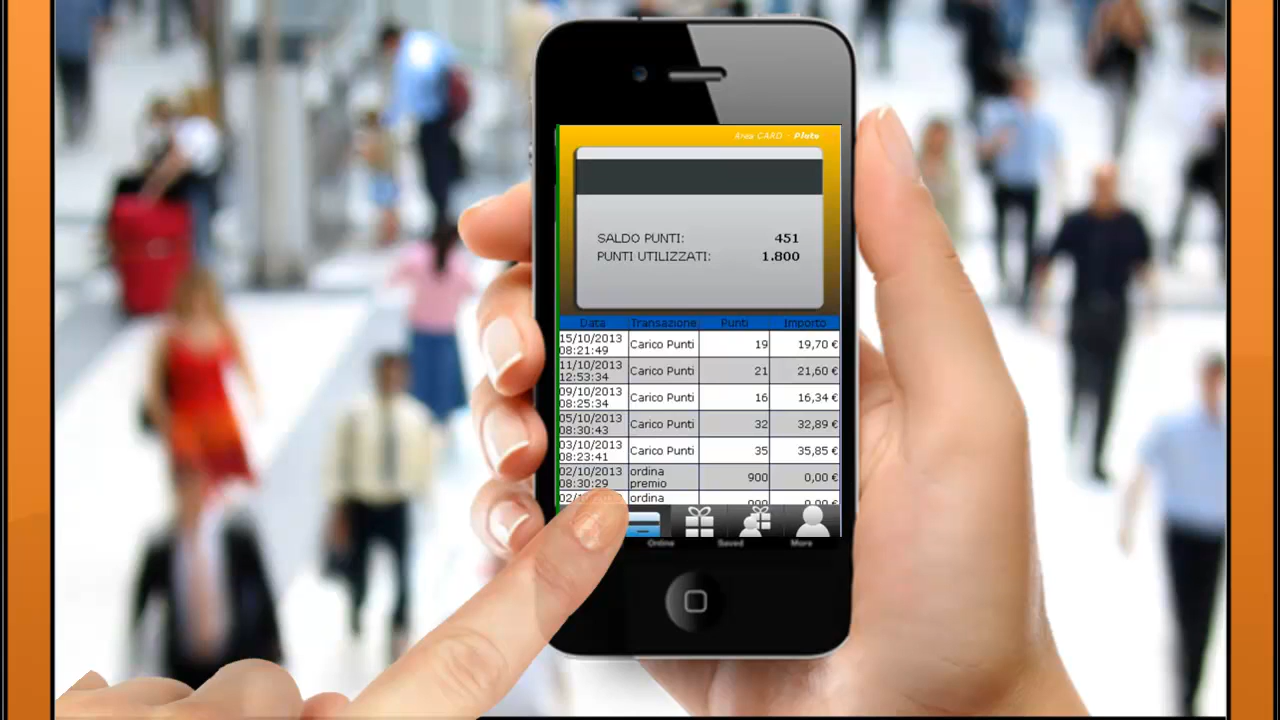 Area CARD - Pluto
SALDO PUNTI: 451
PUNTI UTILIZZATI: 1.800
Data Transazione Punti Importo
15/10/2013 08:21:49 Carico Punti 19 19,70 €
11/10/2013 12:53:34 Carico Punti 21 21,60 €
09/10/2013 08:25:34 Carico Punti 16 16,34 €
05/10/2013 08:30:43 Carico Punti 32 32,89 €
03/10/2013 08:23:41 Carico Punti 35 35,85 €
02/10/2013 08:30:29 ordina premio 900 0,00 €
ordina
Online Saved More